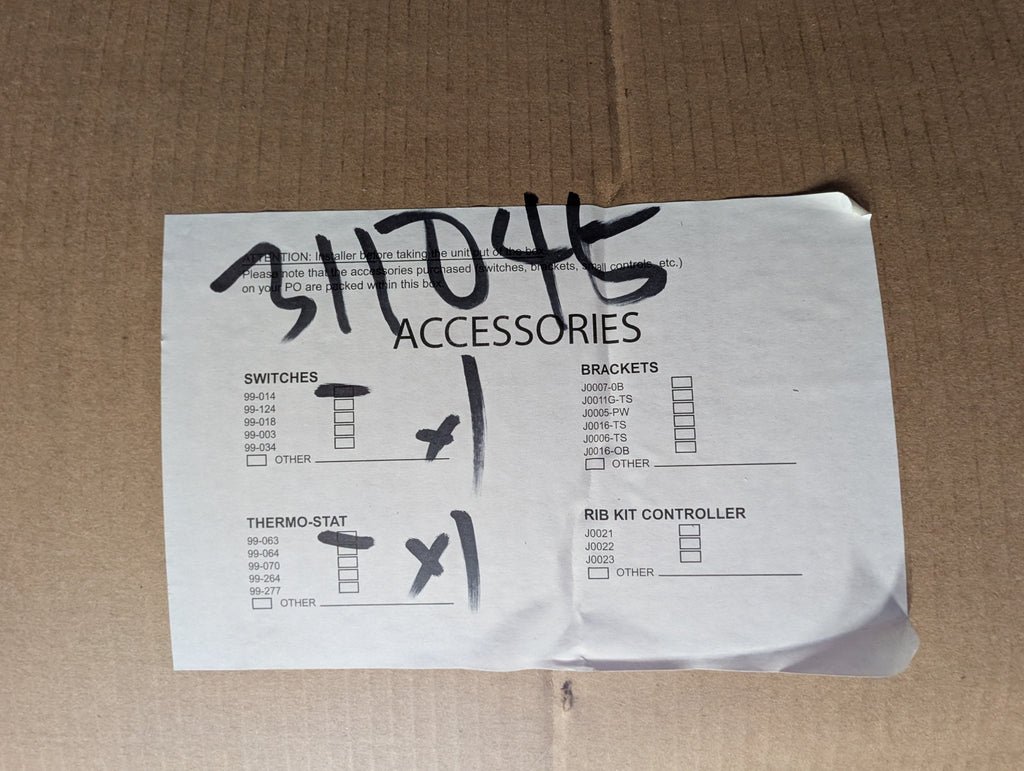 311045
ATTENTION: Installer before taking the unit out of the box
Please note that the accessories purchased (switches, brackets, small controls, etc.)
on your PO are packed within this box.
ACCESSORIES
SWITCHES
99-014
99-124
99-018
99-003
99-034
OTHER
x1
THERMO-STAT
99-063
99-064
99-070
99-264
99-277
OTHER
x1
BRACKETS
J0007-0B
J0011G-TS
J0005-PW
J0016-TS
J0006-TS
J0016-OB
OTHER
RIB KIT CONTROLLER
J0021
J0022
J0023
OTHER